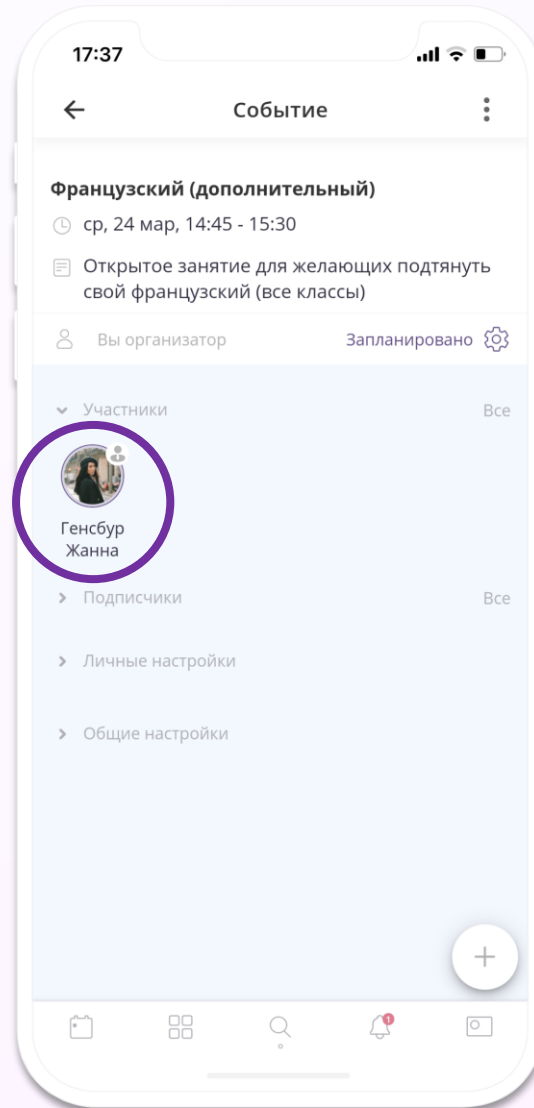 17:37
Событие
Французский (дополнительный)
ср, 24 мар, 14:45 - 15:30
Открытое занятие для желающих подтянуть
свой французский (все классы)
Вы организатор Запланировано
Участники Все
Генсбур
Жанна
Подписчики Все
Личные настройки
Общие настройки
1